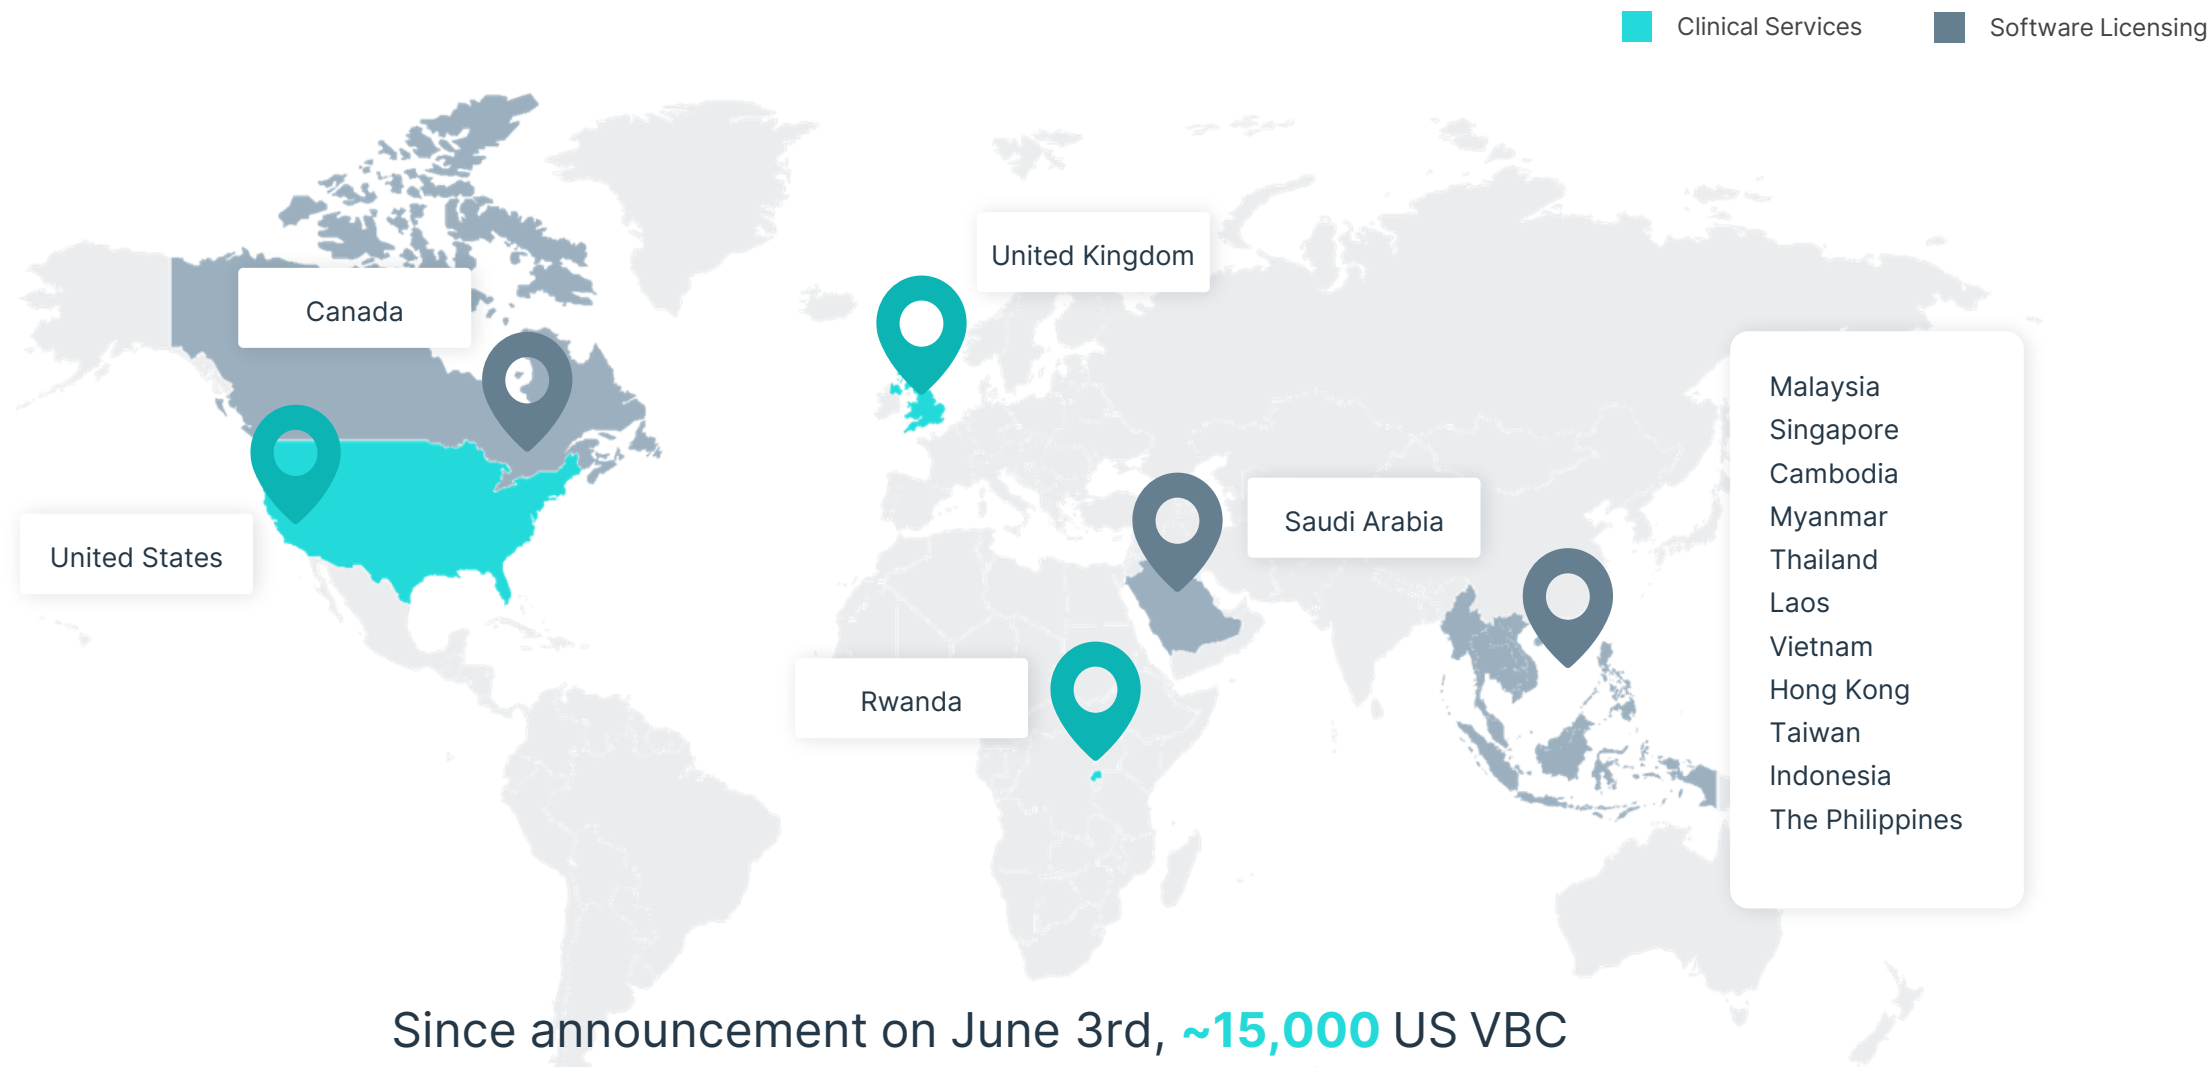 Clinical Services
Software Licensing
United Kingdom
Canada
Malaysia
Singapore
Cambodia
Myanmar
Thailand
Laos
Vietnam
Hong Kong
Taiwan
Indonesia
The Philippines
Saudi Arabia
United States
Rwanda
Since announcement on June 3rd, ~15,000 US VBC